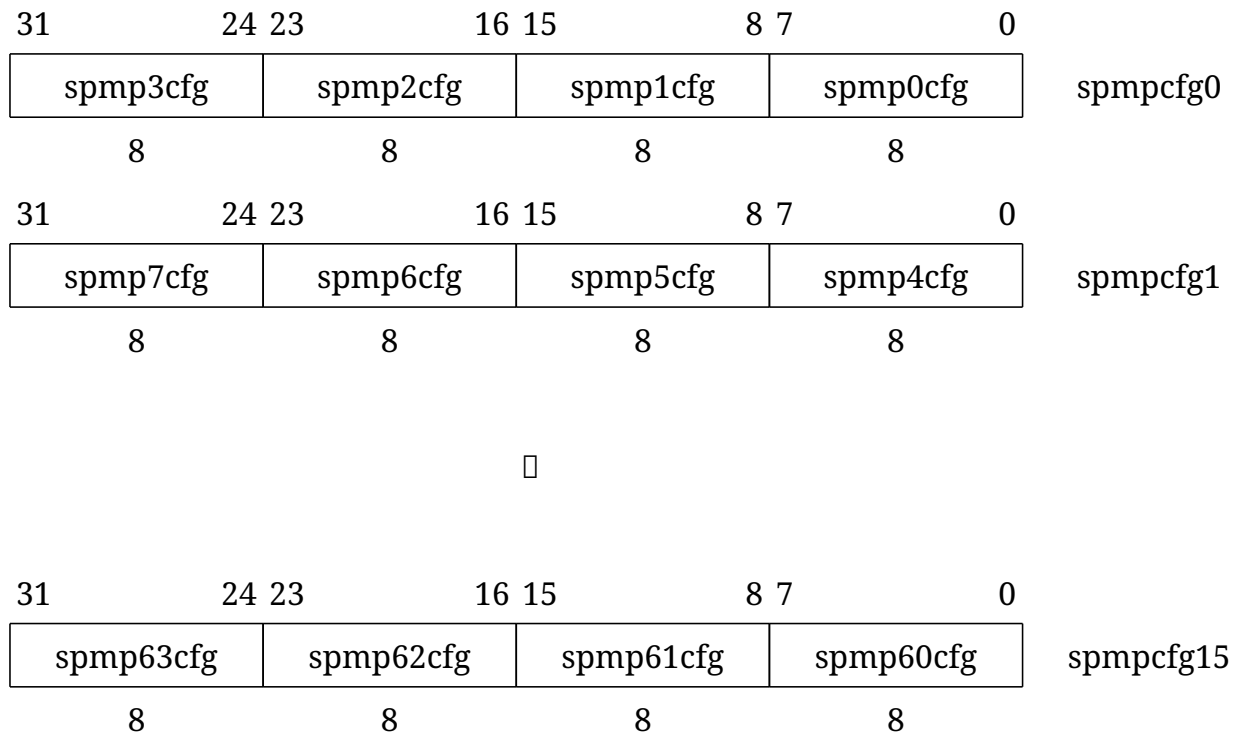 31 24 23 16 15 8 7 0
spmp3cfg spmp2cfg spmp1cfg spmp0cfg spmpcfg0
8 8 8 8
31 24 23 16 15 8 7 0
spmp7cfg spmp6cfg spmp5cfg spmp4cfg spmpcfg1
8 8 8 8
31 24 23 16 15 8 7 0
spmp63cfg spmp62cfg spmp61cfg spmp60cfg spmpcfg15
8 8 8 8